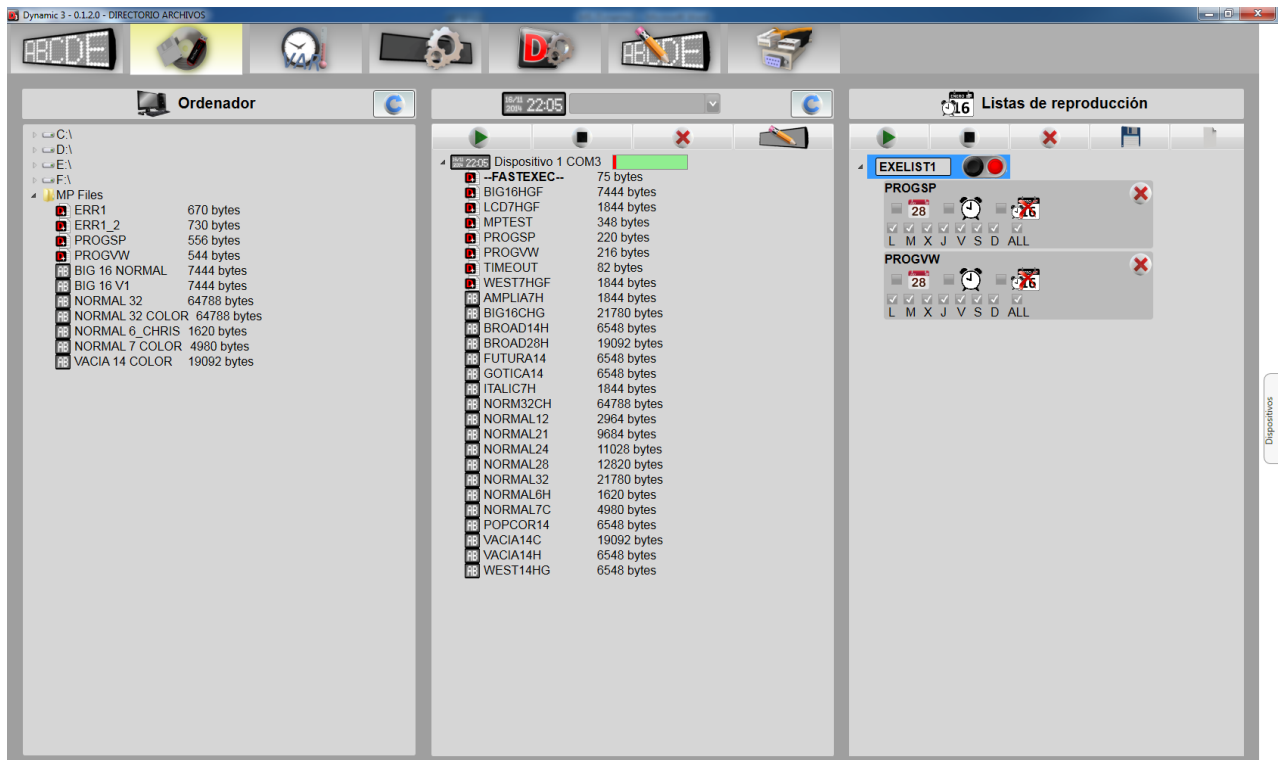 Dynamic 3 - 0.1.2.0 - DIRECTORIO ARCHIVOS
ABCDE
D
ABCDE
Ordenador
C:\
D:\
E:\
F:\
MP Files
ERR1 670 bytes
ERR1_2 730 bytes
PROGSP 556 bytes
PROGVW 544 bytes
BIG 16 NORMAL 7444 bytes
BIG 16 V1 7444 bytes
NORMAL 32 64788 bytes
NORMAL 32 COLOR 64788 bytes
NORMAL 6_CHRIS 1620 bytes
NORMAL 7 COLOR 4980 bytes
VACIA 14 COLOR 19092 bytes
16/11 2014 22:05
22:05 Dispositivo 1 COM3
--FASTEXEC-- 75 bytes
BIG16HGF 7444 bytes
LCD7HGF 1844 bytes
MPTEST 348 bytes
PROGSP 220 bytes
PROGVW 216 bytes
TIMEOUT 82 bytes
WEST7HGF 1844 bytes
AMPLIA7H 1844 bytes
BIG16CHG 21780 bytes
BROAD14H 6548 bytes
BROAD28H 19092 bytes
FUTURA14 6548 bytes
GOTICA14 6548 bytes
ITALIC7H 1844 bytes
NORM32CH 64788 bytes
NORMAL12 2964 bytes
NORMAL21 9684 bytes
NORMAL24 11028 bytes
NORMAL28 12820 bytes
NORMAL32 21780 bytes
NORMAL6H 1620 bytes
NORMAL7C 4980 bytes
POPCOR14 6548 bytes
VACIA14C 19092 bytes
VACIA14H 6548 bytes
WEST14HG 6548 bytes
16 Listas de reproducción
EXELIST1
PROGSP
28 16
L M X J V S D ALL
PROGVW
28 16
L M X J V S D ALL
Dispositivos